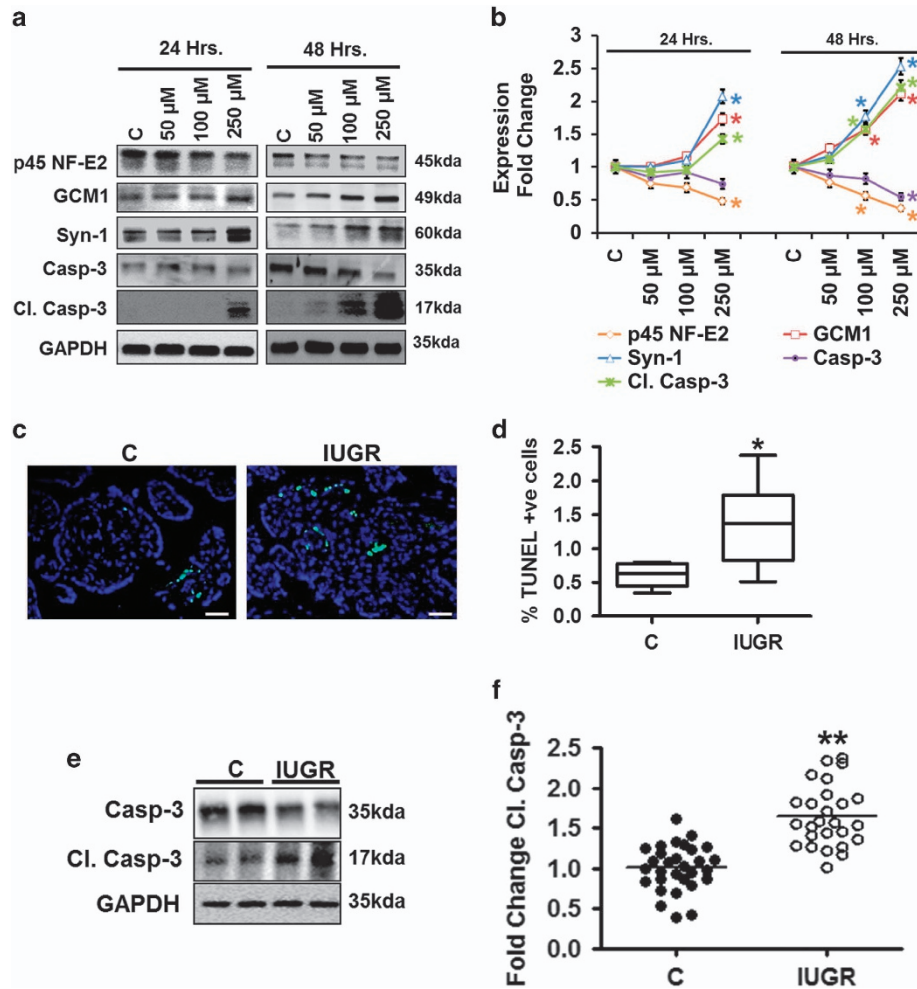 a
24 Hrs.
48 Hrs.
C
50 µM
100 µM
250 µM
C
50 µM
100 µM
250 µM
p45 NF-E2
45kda
GCM1
49kda
Syn-1
60kda
Casp-3
35kda
Cl. Casp-3
17kda
GAPDH
35kda
b
24 Hrs.
48 Hrs.
Expression
Fold Change
3
2.5
2
1.5
1
0.5
0
C
50 µM
100 µM
250 µM
C
50 µM
100 µM
250 µM
*
*
*
*
*
*
*
*
*
*
*
*
*
p45 NF-E2
GCM1
Syn-1
Casp-3
Cl. Casp-3
c
C
IUGR
d
% TUNEL +ve cells
2.5
2.0
1.5
1.0
0.5
0.0
*
C
IUGR
e
C
IUGR
Casp-3
35kda
Cl. Casp-3
17kda
GAPDH
35kda
f
Fold Change Cl. Casp-3
2.5
2.0
1.5
1.0
0.5
0.0
**
C
IUGR